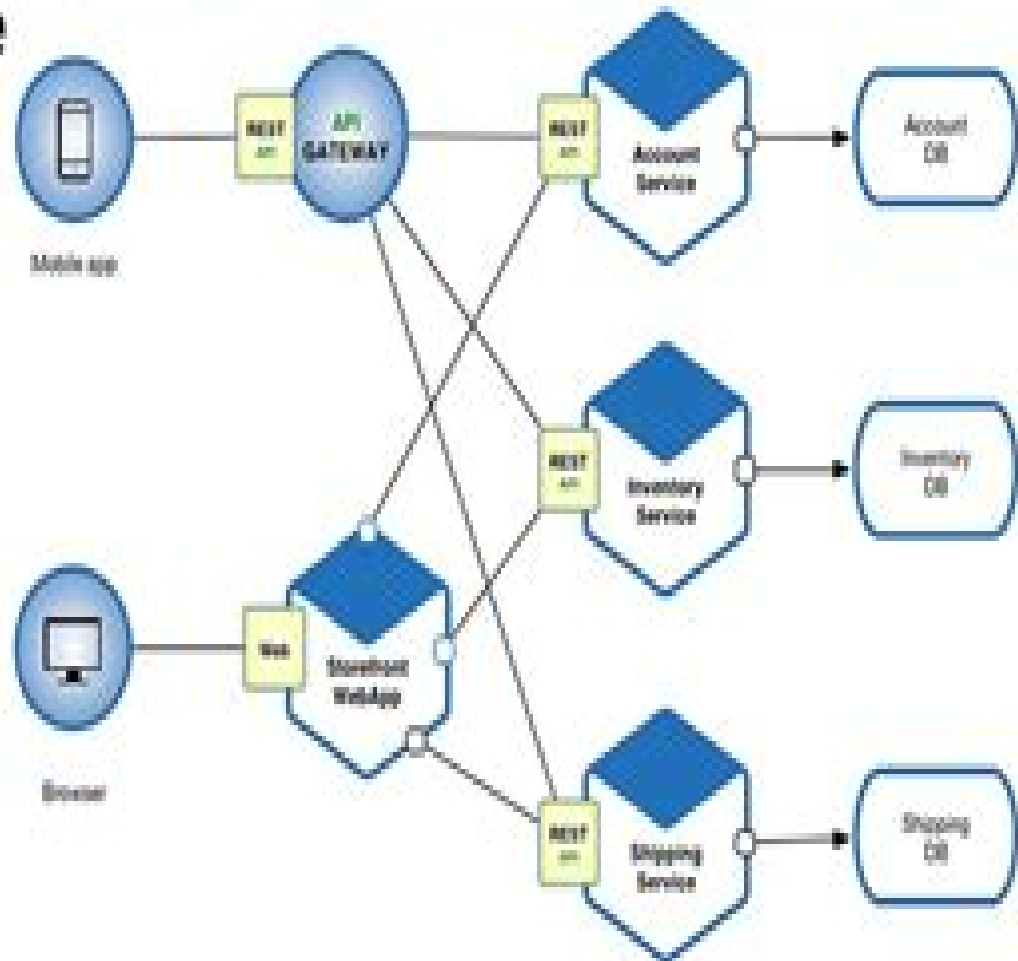 e
REST
API
API
GATEWAY
REST
API
Account
Service
Account
DB
Mobile app
REST
API
Inventory
Service
Inventory
DB
Web
Storefront
WebApp
Browser
REST
API
Shipping
Service
Shipping
DB